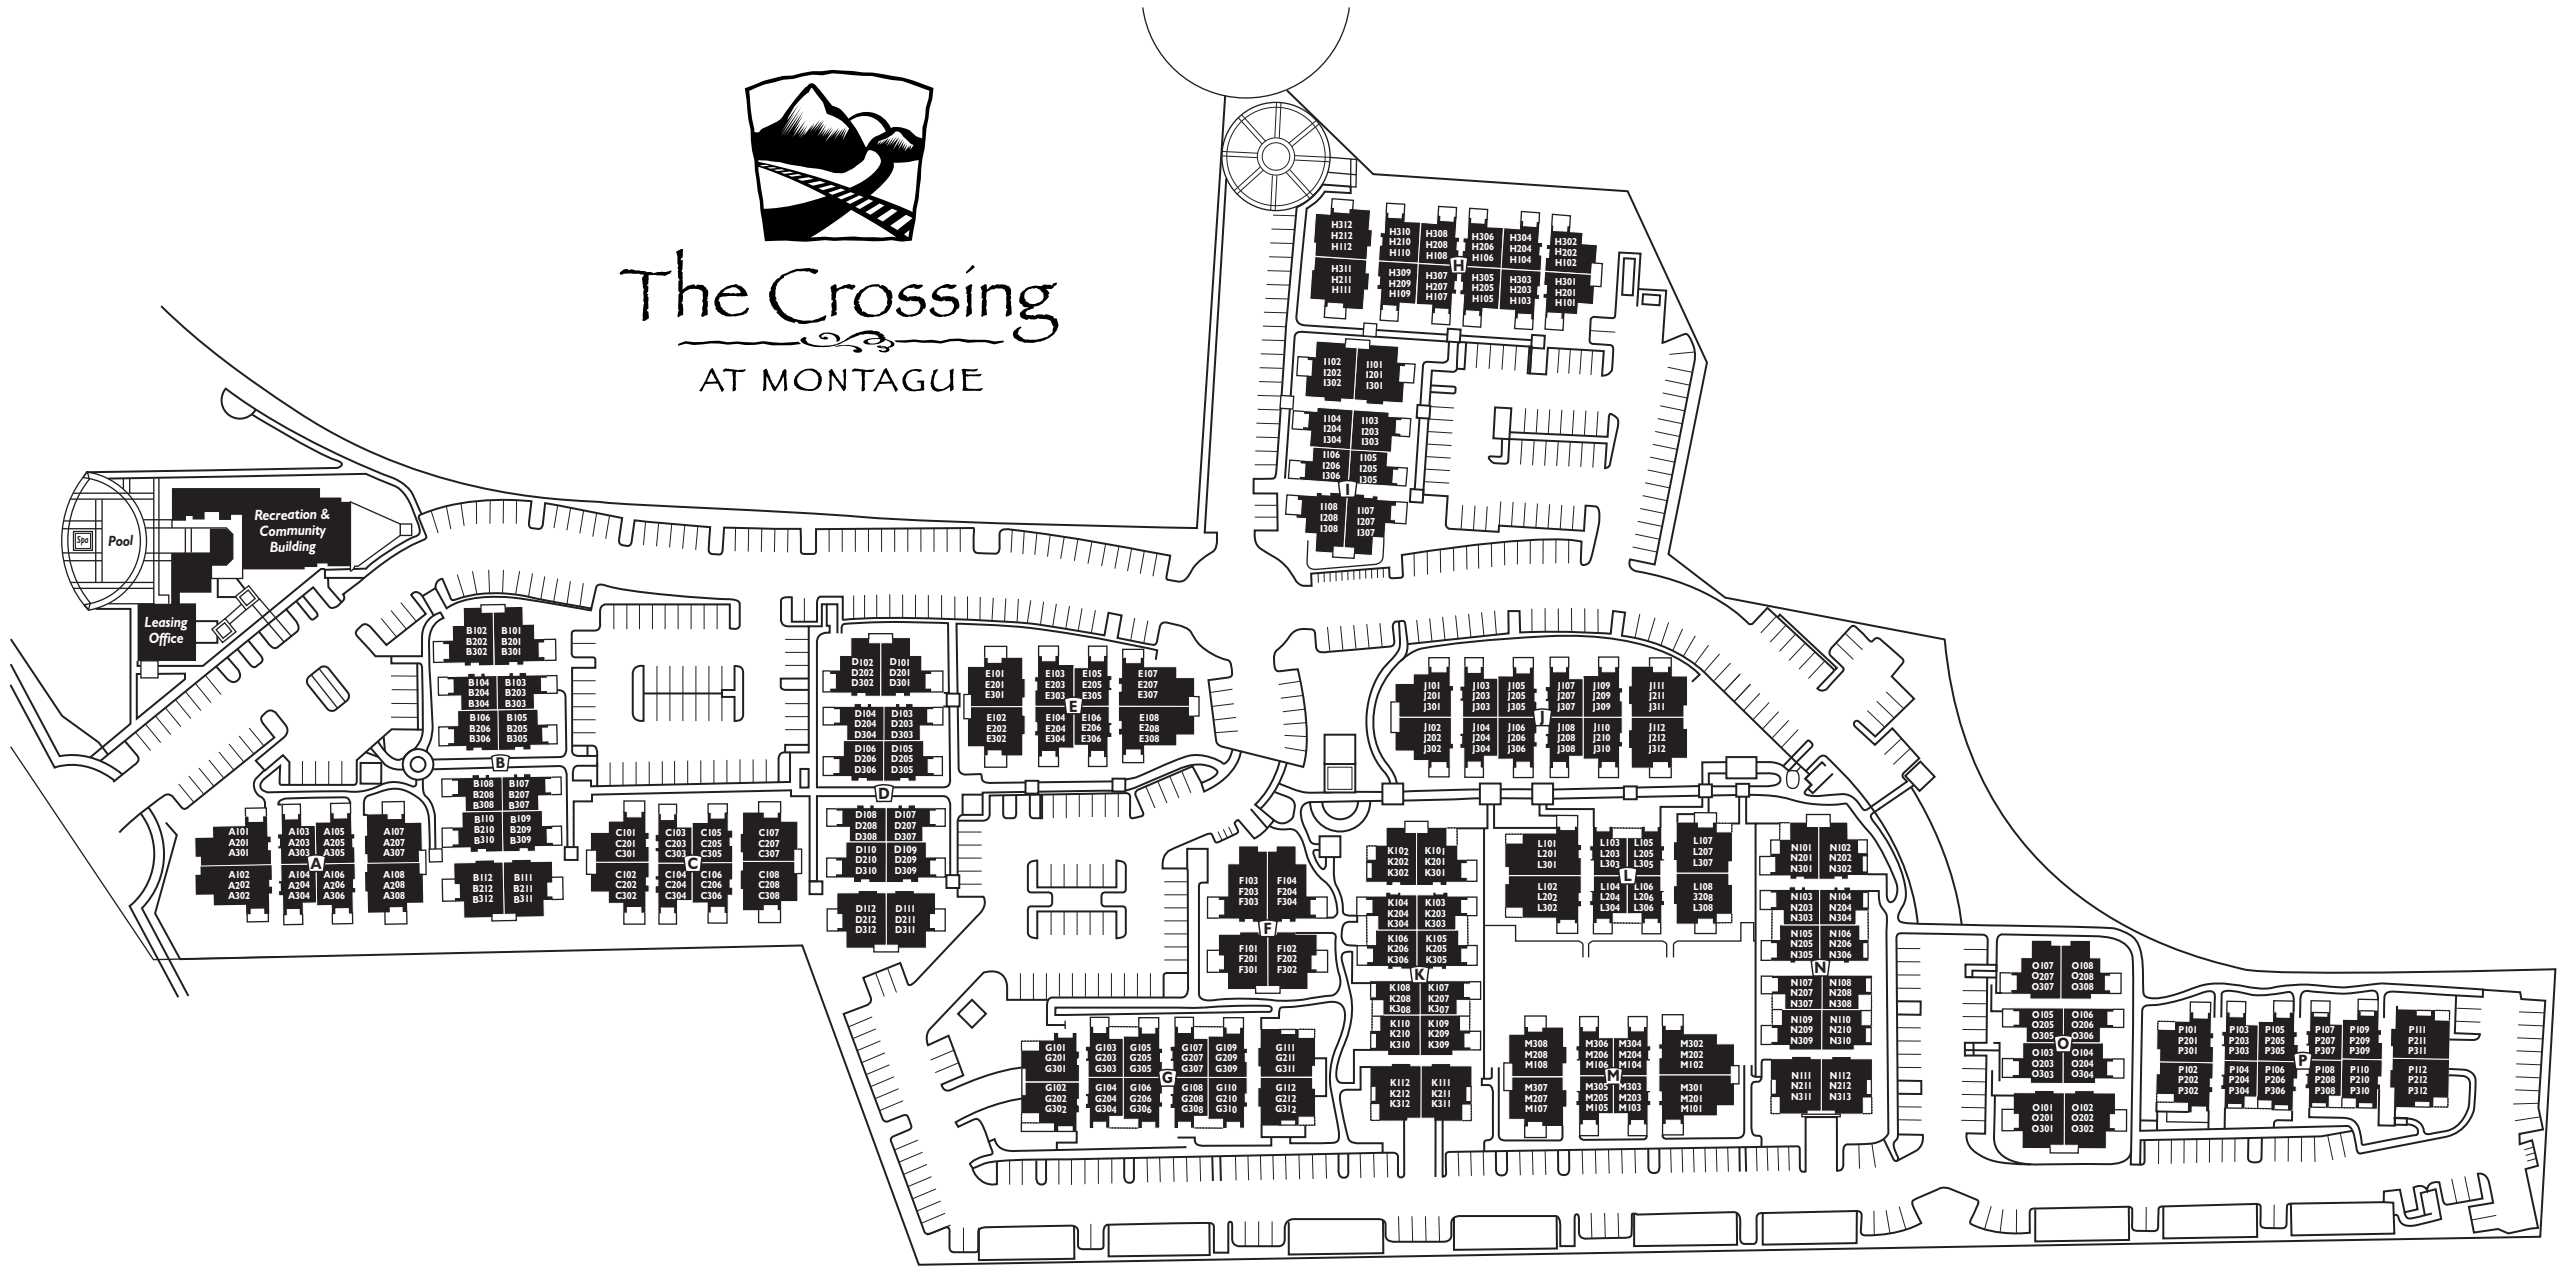 The Crossing
AT MONTAGUE
H312
H212
H112
H311
H211
H111
H310
H210
H110
H309
H209
H109
H308
H208
H108
H307
H207
H107
H
H306
H206
H106
H305
H205
H105
H304
H204
H104
H303
H203
H103
H302
H202
H102
H301
H201
H101
I102
I202
I302
I101
I201
I301
I104
I204
I304
I103
I203
I303
I106
I206
I306
I105
I205
I305
I
I108
I208
I308
I107
I207
I307
Recreation &
Community
Building
Spa
Pool
Leasing
Office
A101
A201
A301
A102
A202
A302
A103
A203
A303
A104
A204
A304
A
A105
A205
A305
A106
A206
A306
A107
A207
A307
A108
A208
A308
B102
B202
B302
B101
B201
B301
B104
B204
B304
B103
B203
B303
B106
B206
B306
B105
B205
B305
B
B108
B208
B308
B107
B207
B307
B110
B210
B310
B109
B209
B309
B112
B212
B312
B111
B211
B311
C101
C201
C301
C102
C202
C302
C103
C203
C303
C104
C204
C304
C
C105
C205
C305
C106
C206
C306
C107
C207
C307
C108
C208
C308
D102
D202
D302
D101
D201
D301
D104
D204
D304
D103
D203
D303
D106
D206
D306
D105
D205
D305
D
D108
D208
D308
D107
D207
D307
D110
D210
D310
D109
D209
D309
D112
D212
D312
D111
D211
D311
E101
E201
E301
E102
E202
E302
E103
E203
E303
E104
E204
E304
E
E105
E205
E305
E106
E206
E306
E107
E207
E307
E108
E208
E308
F103
F203
F303
F104
F204
F304
F
F101
F201
F301
F102
F202
F302
G101
G201
G301
G102
G202
G302
G103
G203
G303
G104
G204
G304
G105
G205
G305
G106
G206
G306
G
G107
G207
G307
G108
G208
G308
G109
G209
G309
G110
G210
G310
G111
G211
G311
G112
G212
G312
J101
J201
J301
J102
J202
J302
J103
J203
J303
J104
J204
J304
J105
J205
J305
J106
J206
J306
J
J107
J207
J307
J108
J208
J308
J109
J209
J309
J110
J210
J310
J111
J211
J311
J112
J212
J312
K102
K202
K302
K101
K201
K301
K104
K204
K304
K103
K203
K303
K106
K206
K306
K105
K205
K305
K
K108
K208
K308
K107
K207
K307
K110
K210
K310
K109
K209
K309
K112
K212
K312
K111
K211
K311
L101
L201
L301
L102
L202
L302
L103
L203
L303
L104
L204
L304
L
L105
L205
L305
L106
L206
L306
L107
L207
L307
L108
3208
L308
M308
M208
M108
M307
M207
M107
M306
M206
M106
M305
M205
M105
M
M304
M204
M104
M303
M203
M103
M302
M202
M102
M301
M201
M101
N101
N201
N301
N102
N202
N302
N103
N203
N303
N104
N204
N304
N105
N205
N305
N106
N206
N306
N
N107
N207
N307
N108
N208
N308
N109
N209
N309
N110
N210
N310
N111
N211
N311
N112
N212
N313
O107
O207
O307
O108
O208
O308
O105
O205
O305
O106
O206
O306
O
O103
O203
O303
O104
O204
O304
O101
O201
O301
O102
O202
O302
P101
P201
P301
P102
P202
P302
P103
P203
P303
P104
P204
P304
P105
P205
P305
P106
P206
P306
P
P107
P207
P307
P108
P208
P308
P109
P209
P309
P110
P210
P310
P111
P211
P311
P112
P212
P312